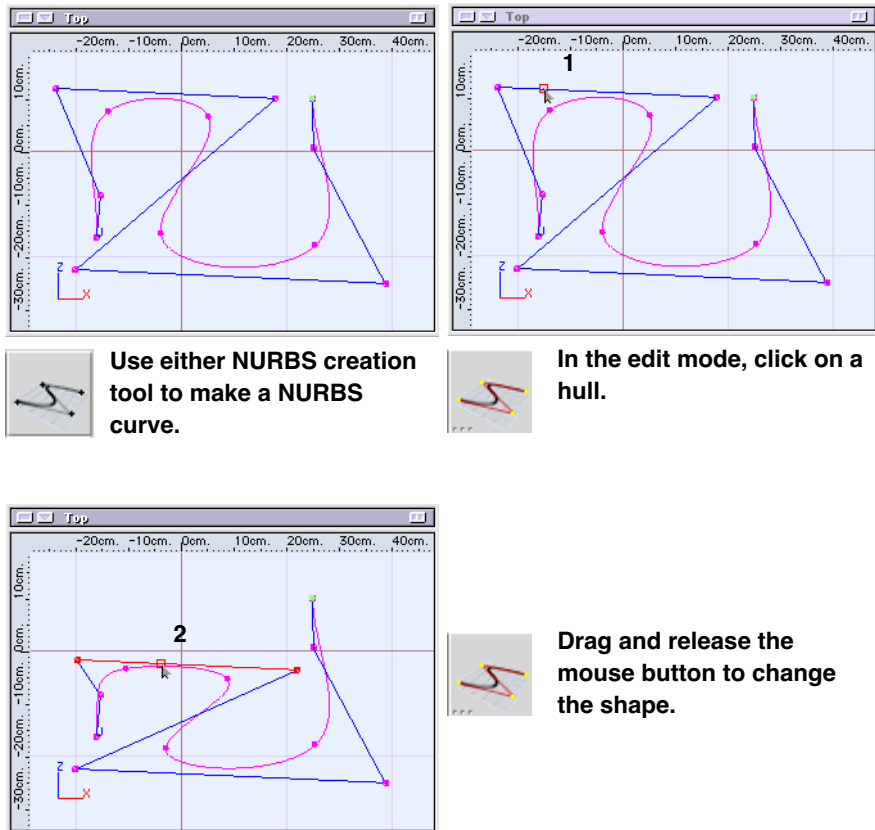 Top
-20cm. -10cm. 0cm. 10cm. 20cm. 30cm. 40cm.
10cm.
0cm.
-10cm.
-20cm.
-30cm.
U
Z
X
Top
-20cm. -10cm. 0cm. 10cm. 20cm. 30cm. 40cm.
1
10cm.
0cm.
-10cm.
-20cm.
-30cm.
U
Z
X
Use either NURBS creation
tool to make a NURBS
curve.
In the edit mode, click on a
hull.
Top
-20cm. -10cm. 0cm. 10cm. 20cm. 30cm. 40cm.
10cm.
0cm.
-10cm.
-20cm.
-30cm.
2
U
Z
X
Drag and release the
mouse button to change
the shape.